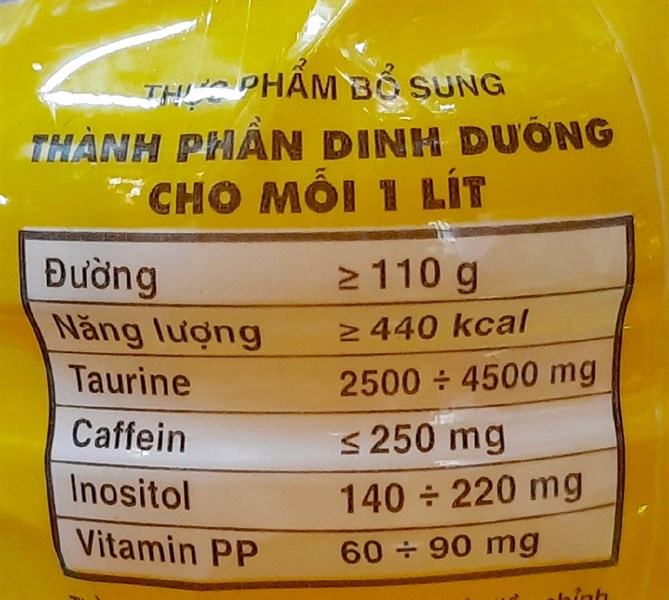 THỰC PHẨM BỔ SUNG
THÀNH PHẦN DINH DƯỠNG
CHO MỖI 1 LÍT
Đường ≥ 110 g
Năng lượng ≥ 440 kcal
Taurine 2500 ÷ 4500 mg
Caffein ≤ 250 mg
Inositol 140 ÷ 220 mg
Vitamin PP 60 ÷ 90 mg
chỉnh